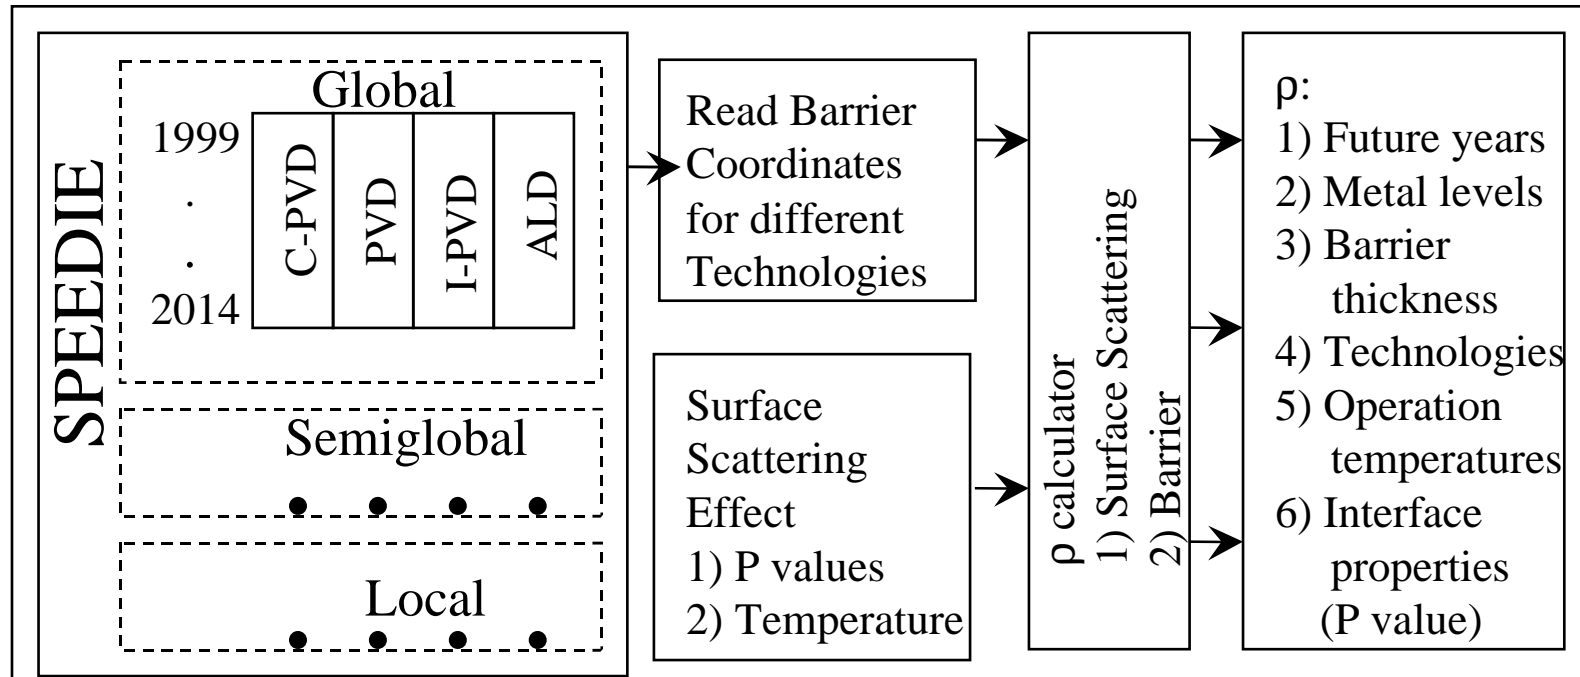 SPEEDIE
Global
1999
.
.
2014
C-PVD
PVD
I-PVD
ALD
Semiglobal
Local
Read Barrier
Coordinates
for different
Technologies
Surface
Scattering
Effect
1) P values
2) Temperature
ρ calculator
1) Surface Scattering
2) Barrier
ρ:
1) Future years
2) Metal levels
3) Barrier
thickness
4) Technologies
5) Operation
temperatures
6) Interface
properties
(P value)